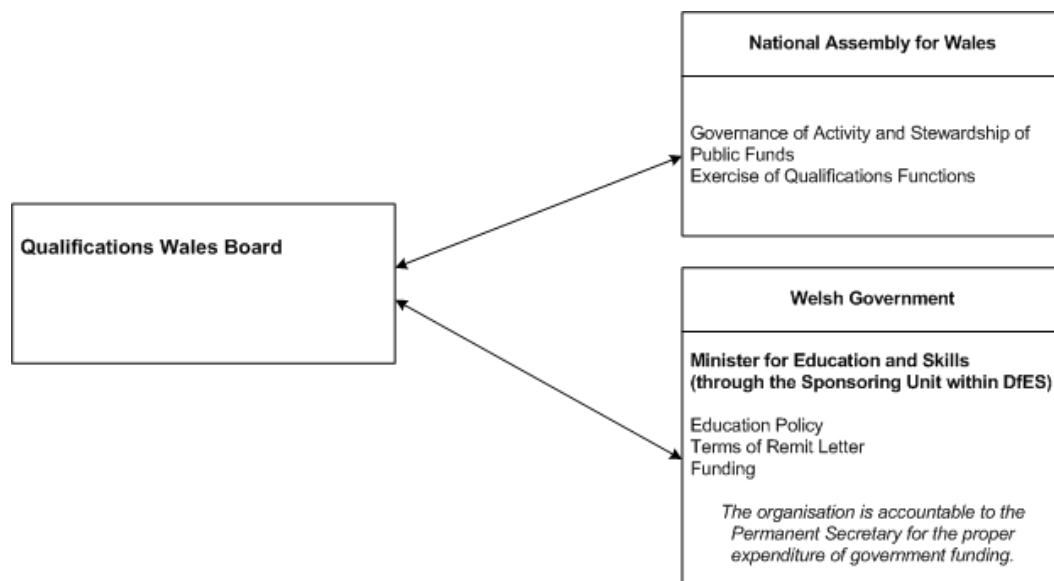 National Assembly for Wales
Governance of Activity and Stewardship of
Public Funds
Exercise of Qualifications Functions
Qualifications Wales Board
Welsh Government
Minister for Education and Skills
(through the Sponsoring Unit within DfES)
Education Policy
Terms of Remit Letter
Funding
The organisation is accountable to the
Permanent Secretary for the proper
expenditure of government funding.